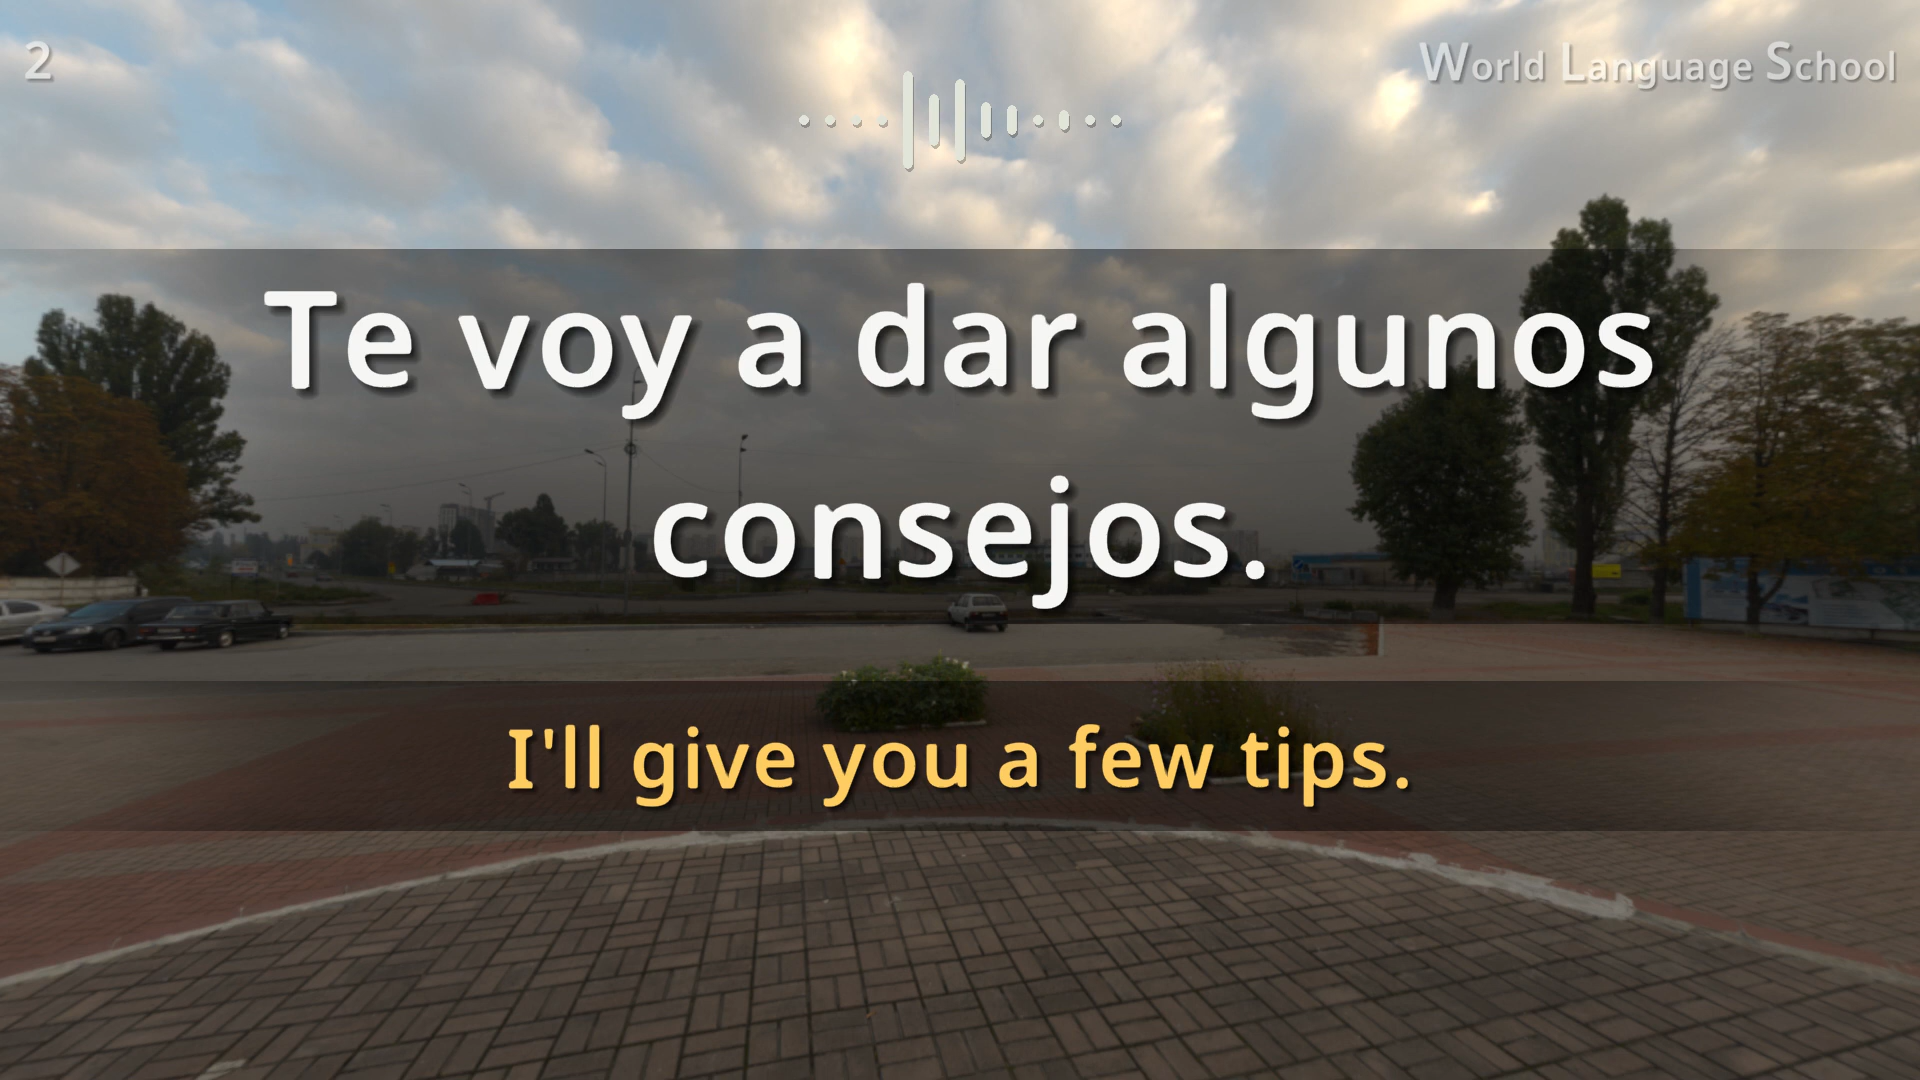 2
World Language School
Te voy a dar algunos
consejos.
I'll give you a few tips.